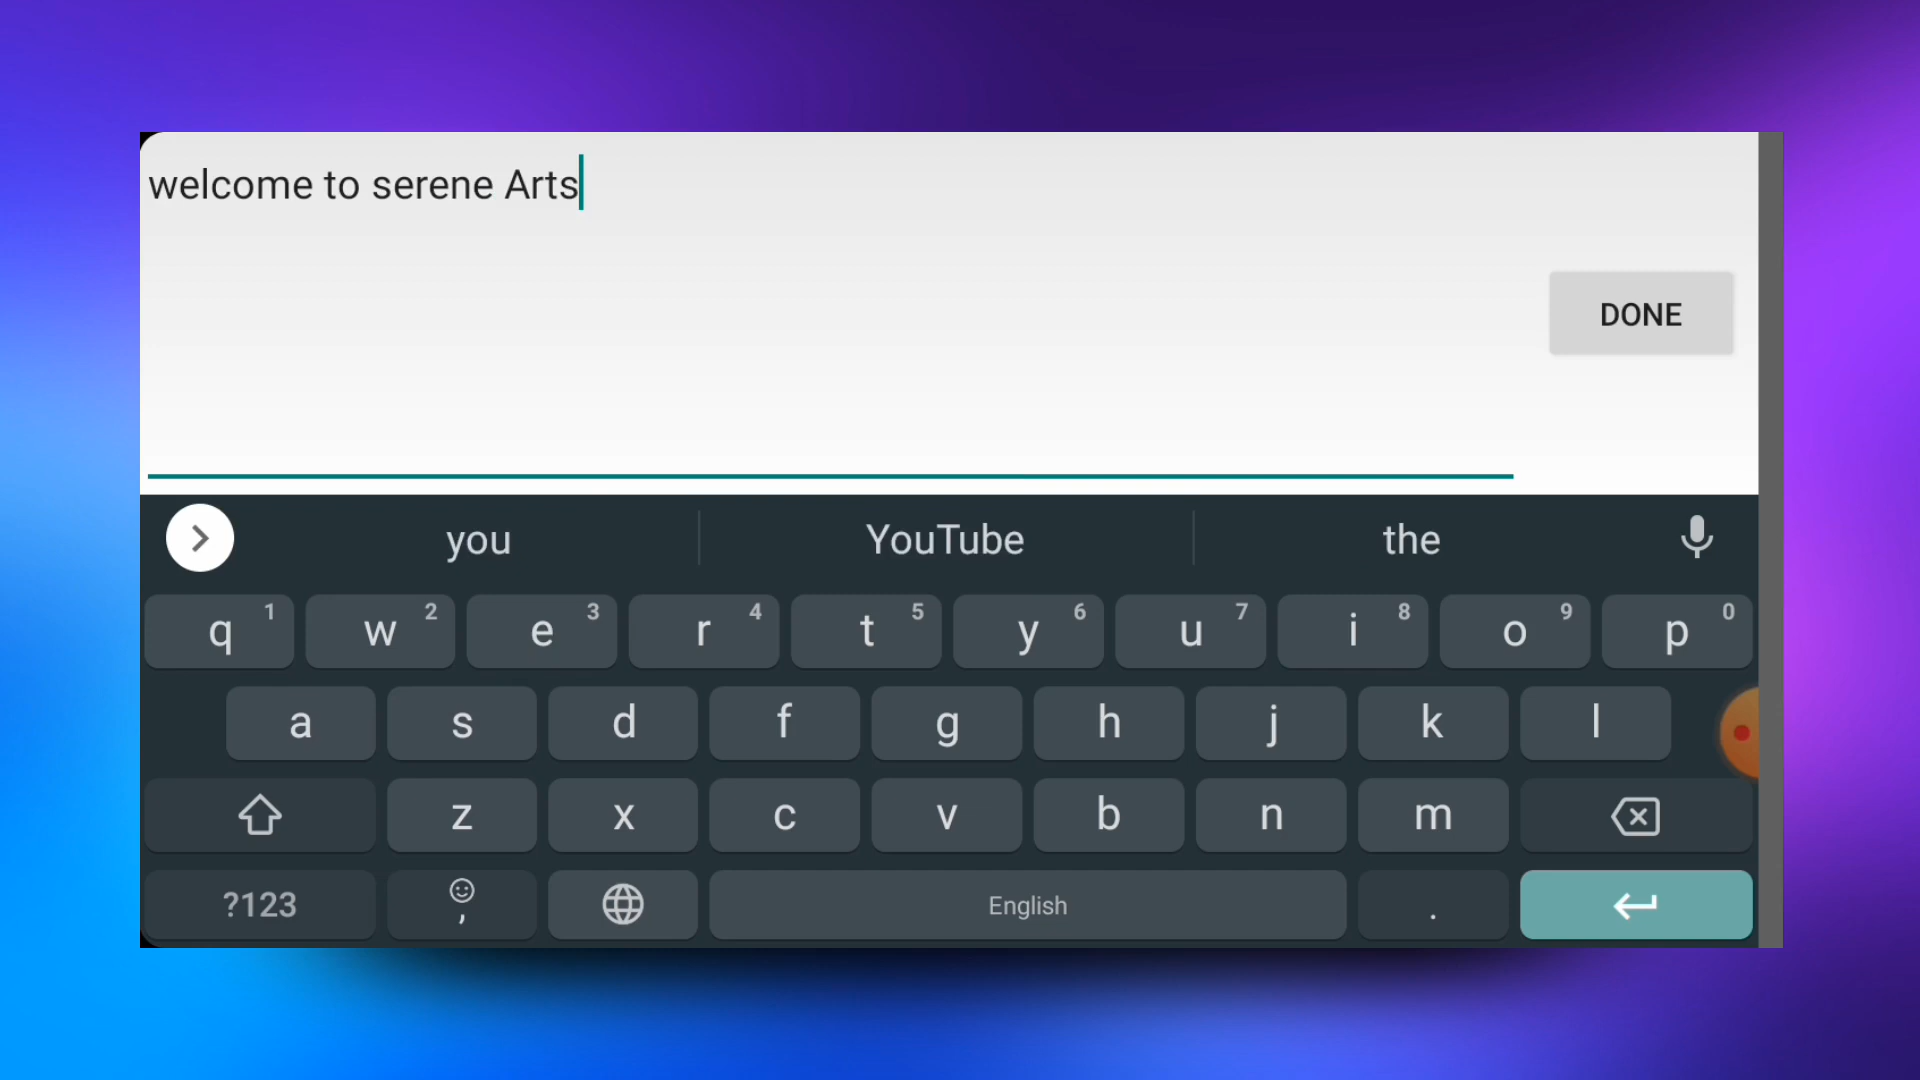 welcome to serene Arts
DONE
you YouTube the
q 1 w 2 e 3 r 4 t 5 y 6 u 7 i 8 o 9 p 0
a s d f g h j k l
z x c v b n m
?123 , English .